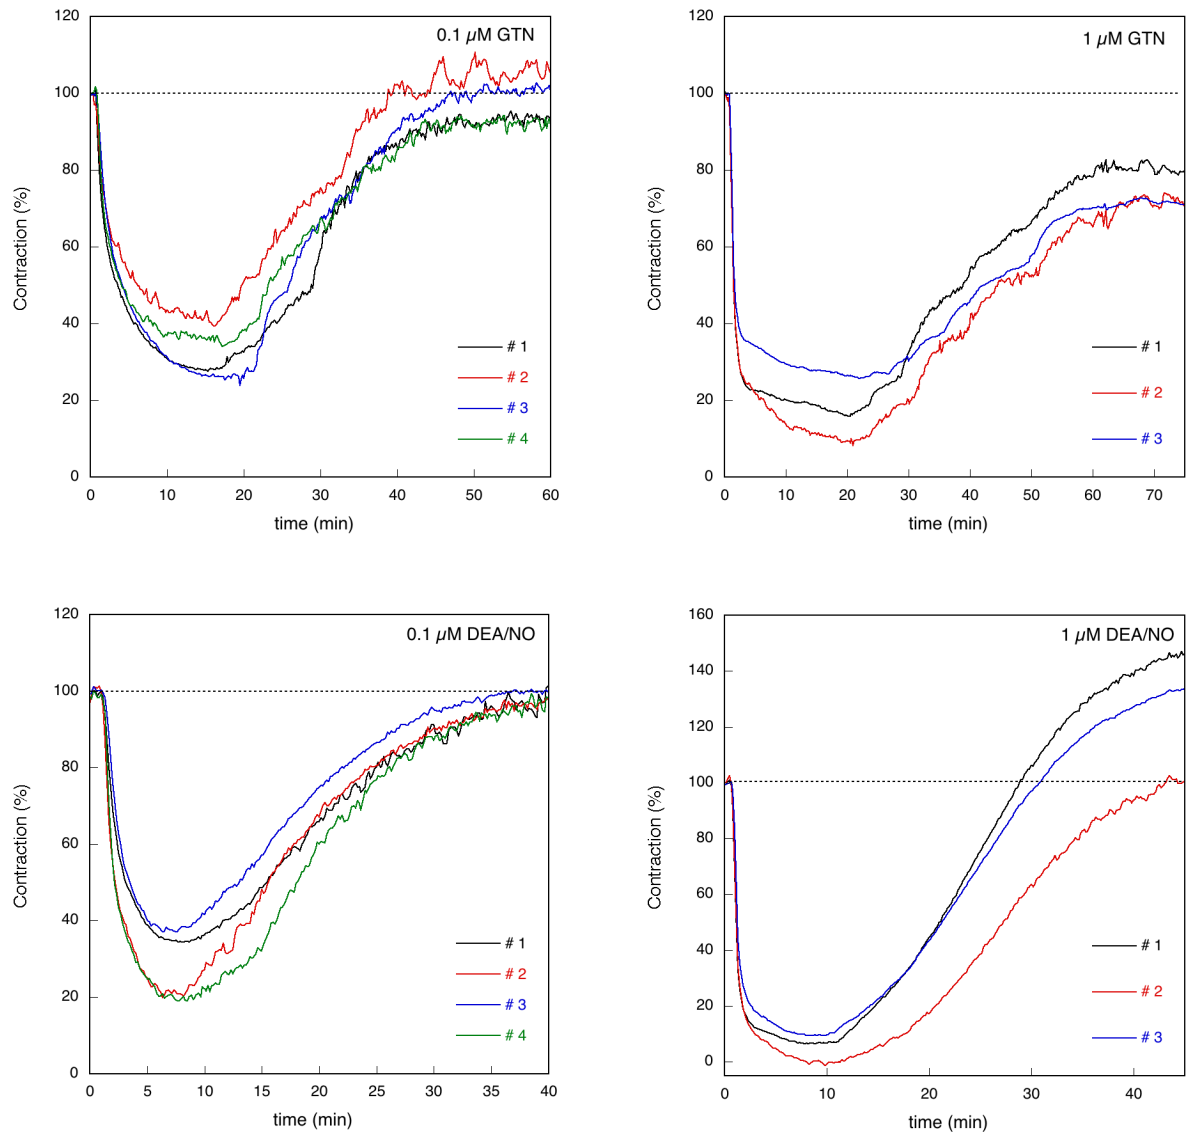 120
100
80
60
40
20
0
Contraction (%)
0.1 µM GTN
# 1
# 2
# 3
# 4
0 10 20 30 40 50 60
time (min)
120
100
80
60
40
20
0
Contraction (%)
1 µM GTN
# 1
# 2
# 3
0 10 20 30 40 50 60 70
time (min)
120
100
80
60
40
20
0
Contraction (%)
0.1 µM DEA/NO
# 1
# 2
# 3
# 4
0 5 10 15 20 25 30 35 40
time (min)
160
140
120
100
80
60
40
20
0
Contraction (%)
1 µM DEA/NO
# 1
# 2
# 3
0 10 20 30 40
time (min)